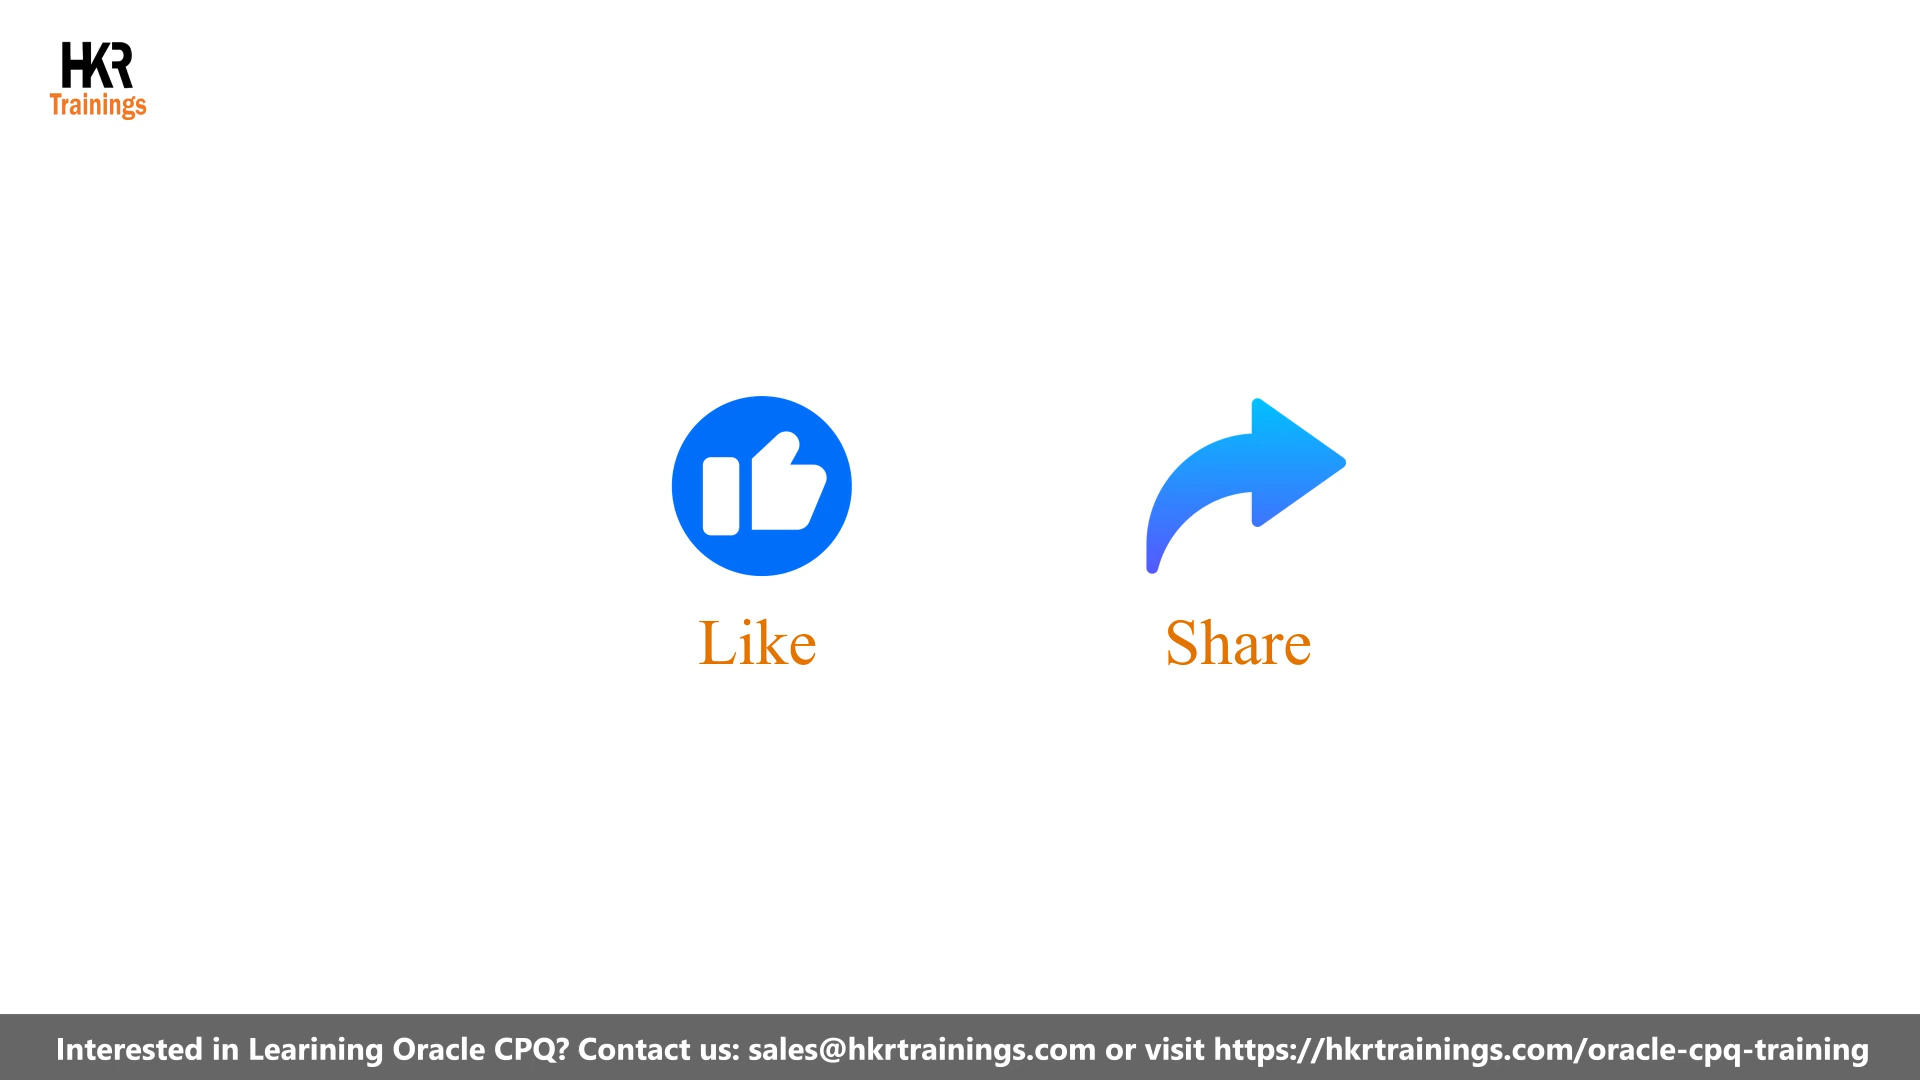 HKR
Trainings
Like
Share
Interested in Learining Oracle CPQ? Contact us: sales@hkrtrainings.com or visit https://hkrtrainings.com/oracle-cpq-training